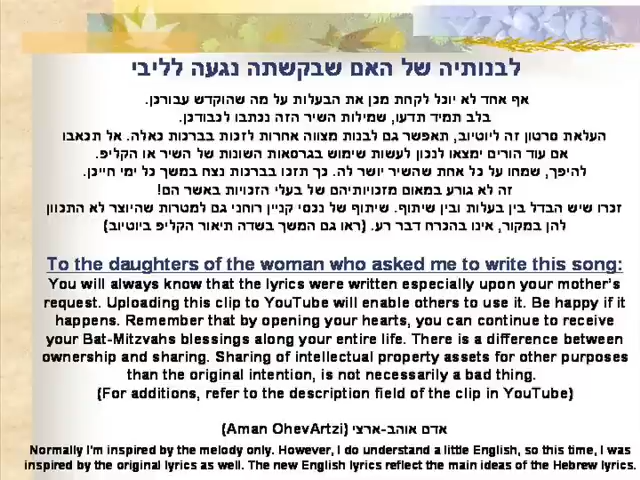 לבנותיה של האם שבקשתה נגעה לליבי
אף אחד לא יוכל לקחת מכן את הבעלות על מה שהוקדש עבורכן.
בלב תמיד תדעו, שמילות השיר הזה נכתבו לכבודכן.
העלאת סרטון זה ליוטיוב, תאפשר גם לבנות מצווה אחרות לזכות בברכות כאלה. אל תכאבו
אם עוד הורים ימצאו לנכון לעשות שימוש בגרסאות השונות של השיר או הקליפ.
להיפך, שמחו על כל אחת שהשיר יושר לה. כך תזכו בברכות נצח במשך כל ימי חייכן.
זה לא גורע במאום מזכויותיהם של בעלי הזכויות באשר הם!
זכרו שיש הבדל בין בעלות ובין שיתוף. שיתוף של נכסי קניין רוחני גם למטרות שהיוצר לא התכוון
להן במקור, אינו בהכרח דבר רע. (ראו גם המשך בשדה תיאור הקליפ ביוטיוב)
To the daughters of the woman who asked me to write this song:
You will always know that the lyrics were written especially upon your mother's
request. Uploading this clip to YouTube will enable others to use it. Be happy if it
happens. Remember that by opening your hearts, you can continue to receive
your Bat-Mitzvahs blessings along your entire life. There is a difference between
ownership and sharing. Sharing of intellectual property assets for other purposes
than the original intention, is not necessarily a bad thing.
(For additions, refer to the description field of the clip in YouTube)
אדם אוהב-ארצי (Aman OhevArtzi)
Normally I'm inspired by the melody only. However, I do understand a little English, so this time, I was
inspired by the original lyrics as well. The new English lyrics reflect the main ideas of the Hebrew lyrics.